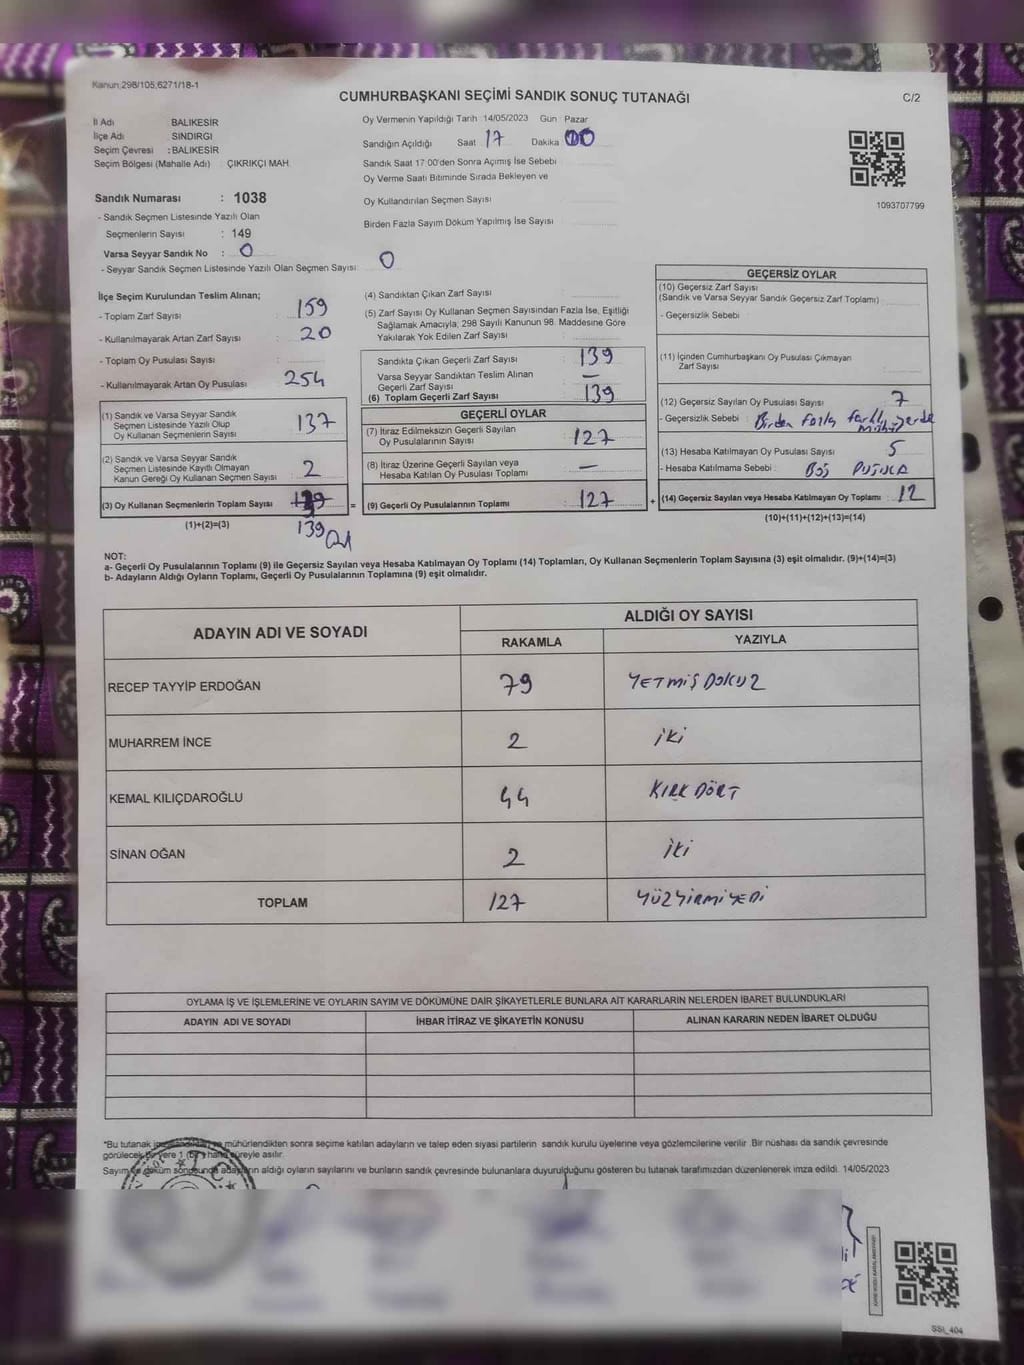 Kanun;298/105,6271/18-1
CUMHURBAŞKANI SEÇİMİ SANDIK SONUÇ TUTANAĞI
C/2
İl Adı BALIKESİR
İlçe Adı SINDIRGI
Seçim Çevresi : BALIKESİR
Seçim Bölgesi (Mahalle Adı) : ÇIKRIKÇI MAH.
Oy Vermenin Yapıldığı Tarih 14/05/2023 Gün : Pazar
Sandığın Açıldığı Saat 17 Dakika 00
Sandık Saat 17:00'den Sonra Açımış İse Sebebi
Oy Verme Saati Bitiminde Sırada Bekleyen ve
Oy Kullandırılan Seçmen Sayısı
Birden Fazla Sayım Döküm Yapılmış İse Sayısı
1093707799
Sandık Numarası : 1038
- Sandık Seçmen Listesinde Yazılı Olan
Seçmenlerin Sayısı : 149
Varsa Seyyar Sandık No : 0
- Seyyar Sandık Seçmen Listesinde Yazılı Olan Seçmen Sayısı 0
İlçe Seçim Kurulundan Teslim Alınan;
- Toplam Zarf Sayısı : 159
- Kullanılmayarak Artan Zarf Sayısı : 20
- Toplam Oy Pusulası Sayısı :
- Kullanılmayarak Artan Oy Pusulası 254
(1) Sandık ve Varsa Seyyar Sandık
Seçmen Listesinde Yazılı Olup
Oy Kullanan Seçmenlerin Sayısı 137
(2) Sandık ve Varsa Seyyar Sandık
Seçmen Listesinde Kayıtlı Olmayan
Kanun Gereği Oy Kullanan Seçmen Sayısı : 2
(3) Oy Kullanan Seçmenlerin Toplam Sayısı
139
(1)+(2)=(3)
(4) Sandıktan Çıkan Zarf Sayısı
(5) Zarf Sayısı Oy Kullanan Seçmen Sayısından Fazla İse, Eşitliği
Sağlamak Amacıyla; 298 Sayılı Kanunun 98. Maddesine Göre
Yakılarak Yok Edilen Zarf Sayısı :
Sandıkta Çıkan Geçerli Zarf Sayısı : 139
Varsa Seyyar Sandıktan Teslim Alınan
Geçerli Zarf Sayısı : —
(6) Toplam Geçerli Zarf Sayısı : 139
GEÇERLİ OYLAR
(7) İtiraz Edilmeksizin Geçerli Sayılan
Oy Pusulalarının Sayısı : 127
(8) İtiraz Üzerine Geçerli Sayılan veya
Hesaba Katılan Oy Pusulası Toplamı : —
= (9) Geçerli Oy Pusulalarının Toplamı : 127 +
GEÇERSİZ OYLAR
(10) Geçersiz Zarf Sayısı
(Sandık ve Varsa Seyyar Sandık Geçersiz Zarf Toplamı) :
- Geçersizlik Sebebi :
(11) İçinden Cumhurbaşkanı Oy Pusulası Çıkmayan
Zarf Sayısı :
(12) Geçersiz Sayılan Oy Pusulası Sayısı : 7
- Geçersizlik Sebebi : Birden fazla farklı yerde
(13) Hesaba Katılmayan Oy Pusulası Sayısı : 5
- Hesaba Katılmama Sebebi : BOŞ PUSULA
(14) Geçersiz Sayılan veya Hesaba Katılmayan Oy Toplamı : 12
(10)+(11)+(12)+(13)=(14)
NOT:
a- Geçerli Oy Pusulalarının Toplamı (9) ile Geçersiz Sayılan veya Hesaba Katılmayan Oy Toplamı (14) Toplamları, Oy Kullanan Seçmenlerin Toplam Sayısına (3) eşit olmalıdır. (9)+(14)=(3)
b- Adayların Aldığı Oyların Toplamı, Geçerli Oy Pusulalarının Toplamına (9) eşit olmalıdır.
ADAYIN ADI VE SOYADI ALDIĞI OY SAYISI
RAKAMLA YAZIYLA
RECEP TAYYİP ERDOĞAN 79 YETMİŞ DOKUZ
MUHARREM İNCE 2 İKİ
KEMAL KILIÇDAROĞLU 44 KIRK DÖRT
SİNAN OĞAN 2 İKİ
TOPLAM 127 YÜZYİRMİYEDİ
OYLAMA İŞ VE İŞLEMLERİNE VE OYLARIN SAYIM VE DÖKÜMÜNE DAİR ŞİKAYETLERLE BUNLARA AİT KARARLARIN NELERDEN İBARET BULUNDUKLARI
ADAYIN ADI VE SOYADI İHBAR İTİRAZ VE ŞİKAYETİN KONUSU ALINAN KARARIN NEDEN İBARET OLDUĞU
*Bu tutanak mühürlendikten sonra seçime katılan adayların ve talep eden siyasi partilerin sandık kurulu üyelerine veya gözlemcilerine verilir. Bir nüshası da sandık çevresinde
görülecek bir yere 1 (bir) hafta süreyle asılır.
Sayım ve döküm sonsunda adayların aldığı oyların sayılarını ve bunların sandık çevresinde bulunanlara duyurulduğunu gösteren bu tutanak tarafımızdan düzenlenerek imza edildi. 14/05/2023
SSI_404